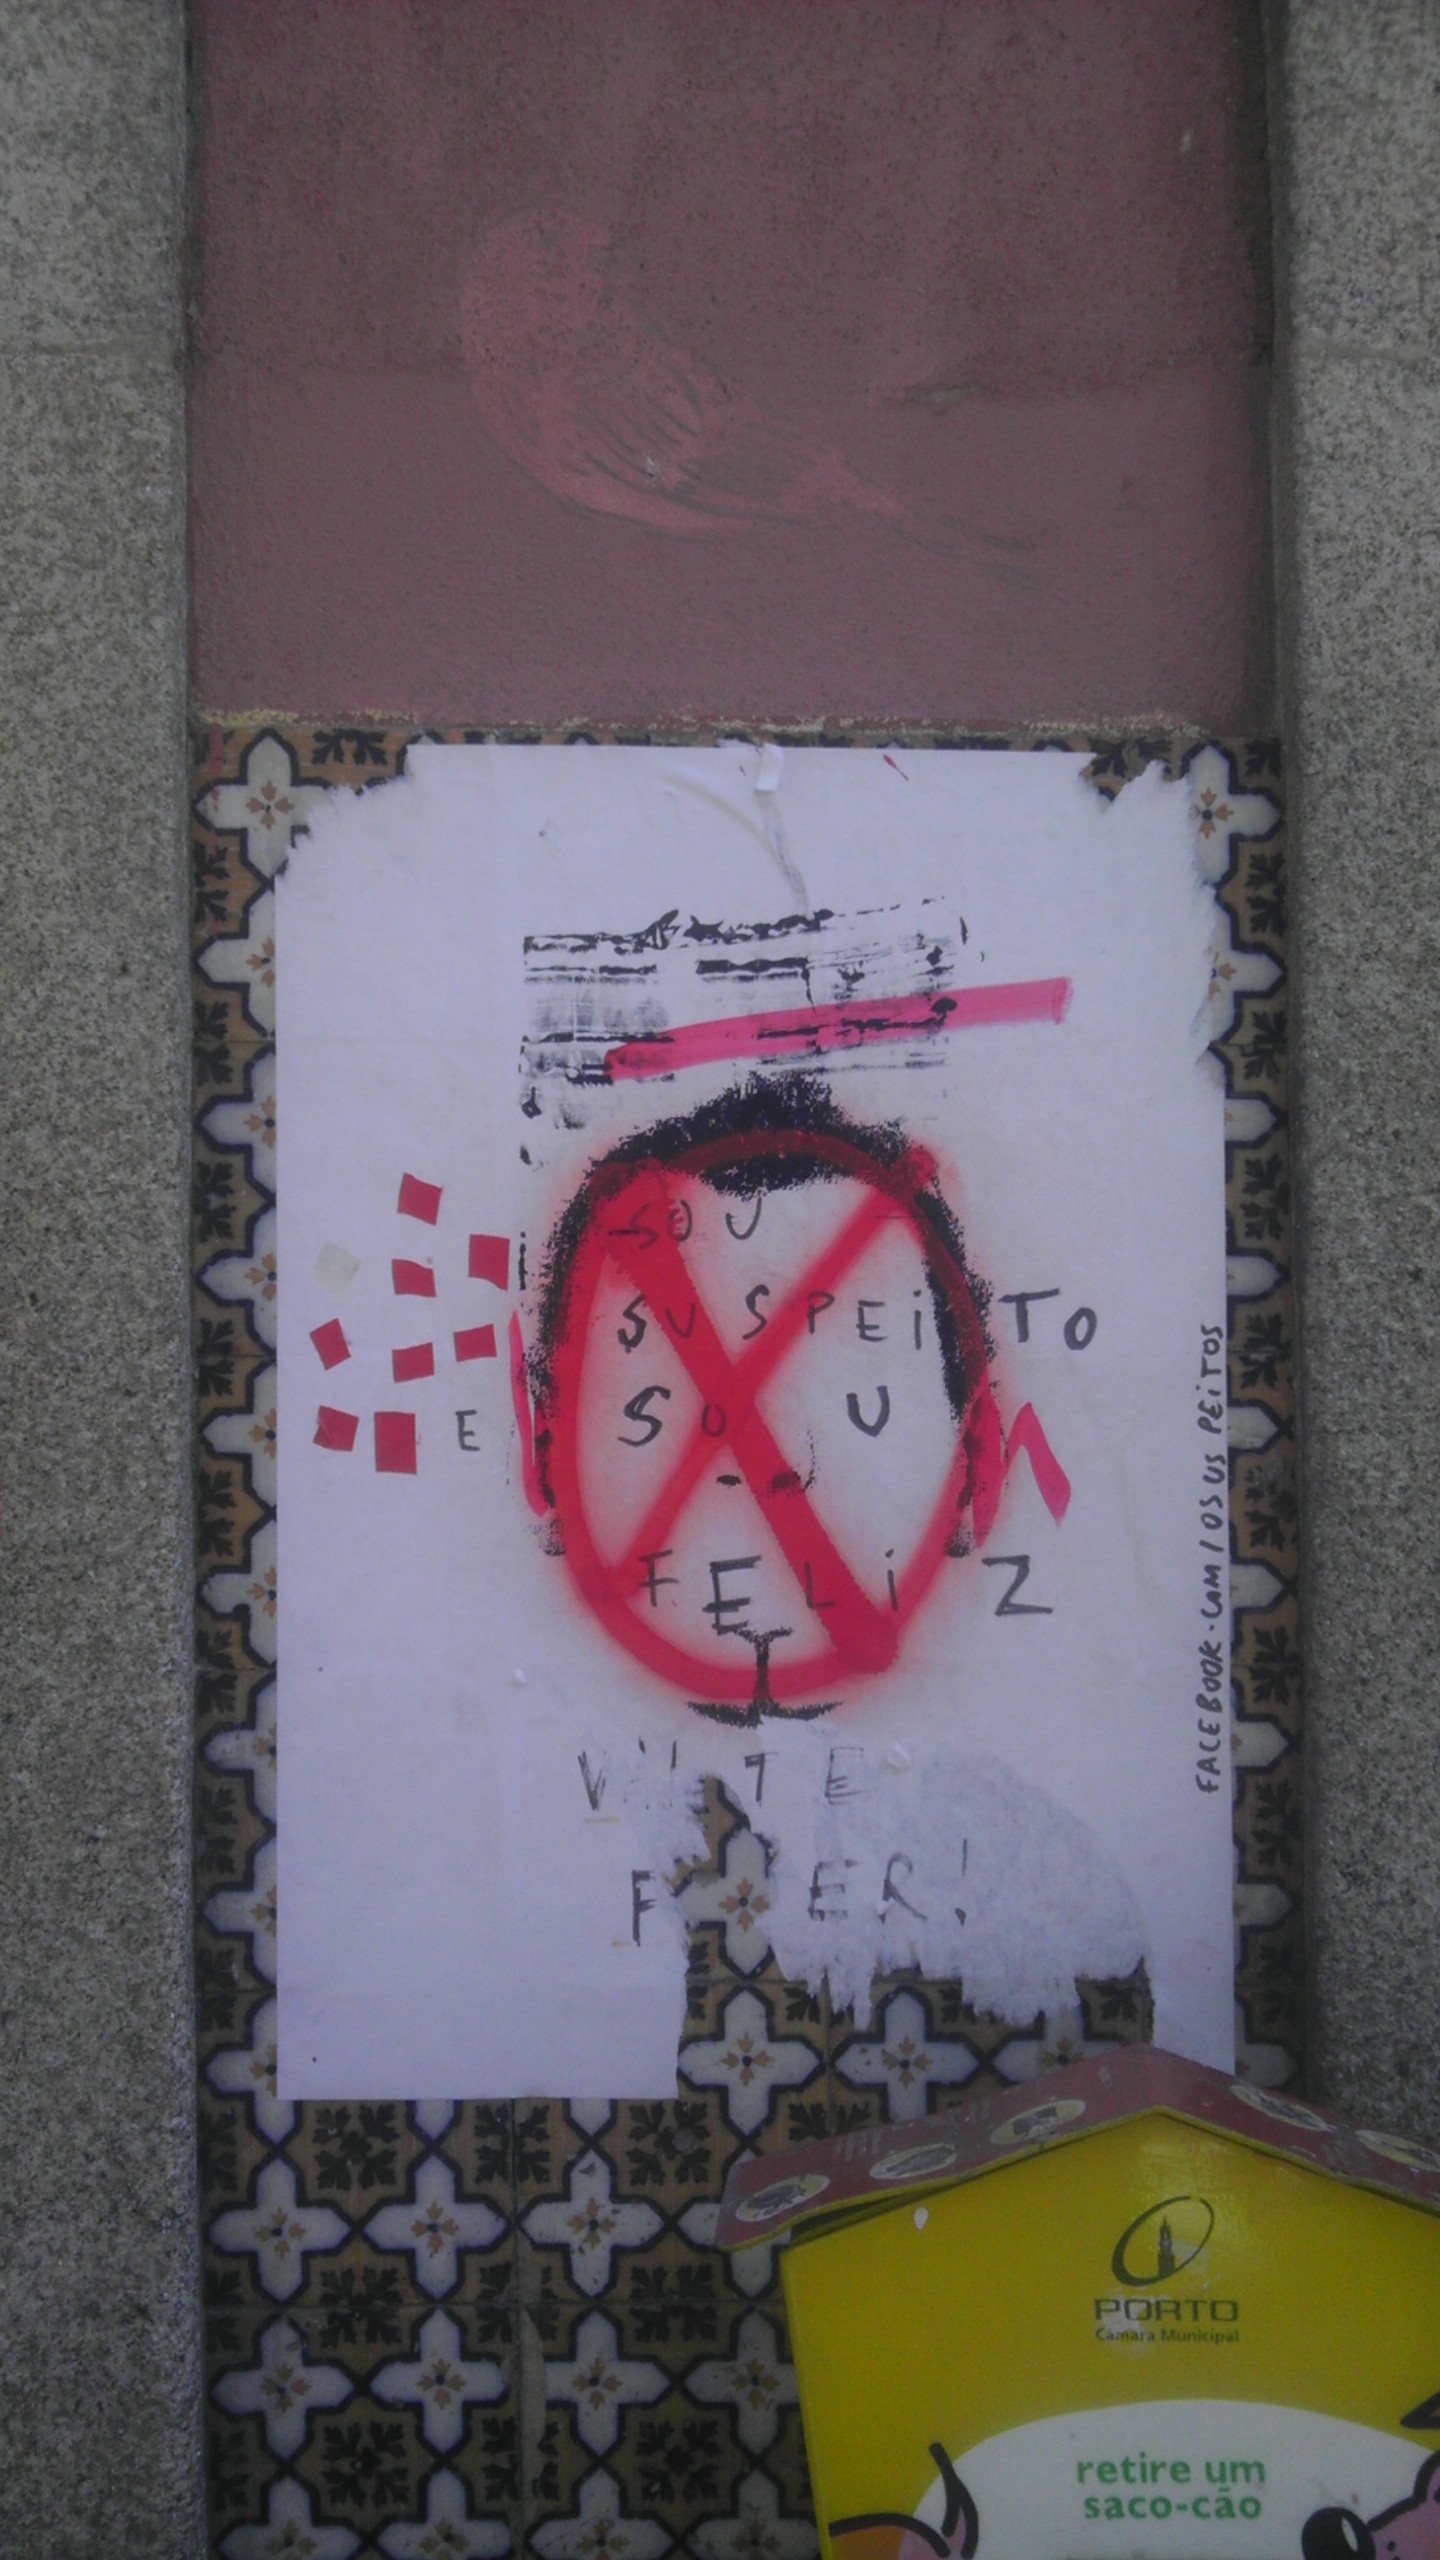 SOU
SUSPEITO
E SOU
FELIZ
FACEBOOK.COM/OSUSPEITOS
PORTO
Câmara Municipal
retire um
saco-cão